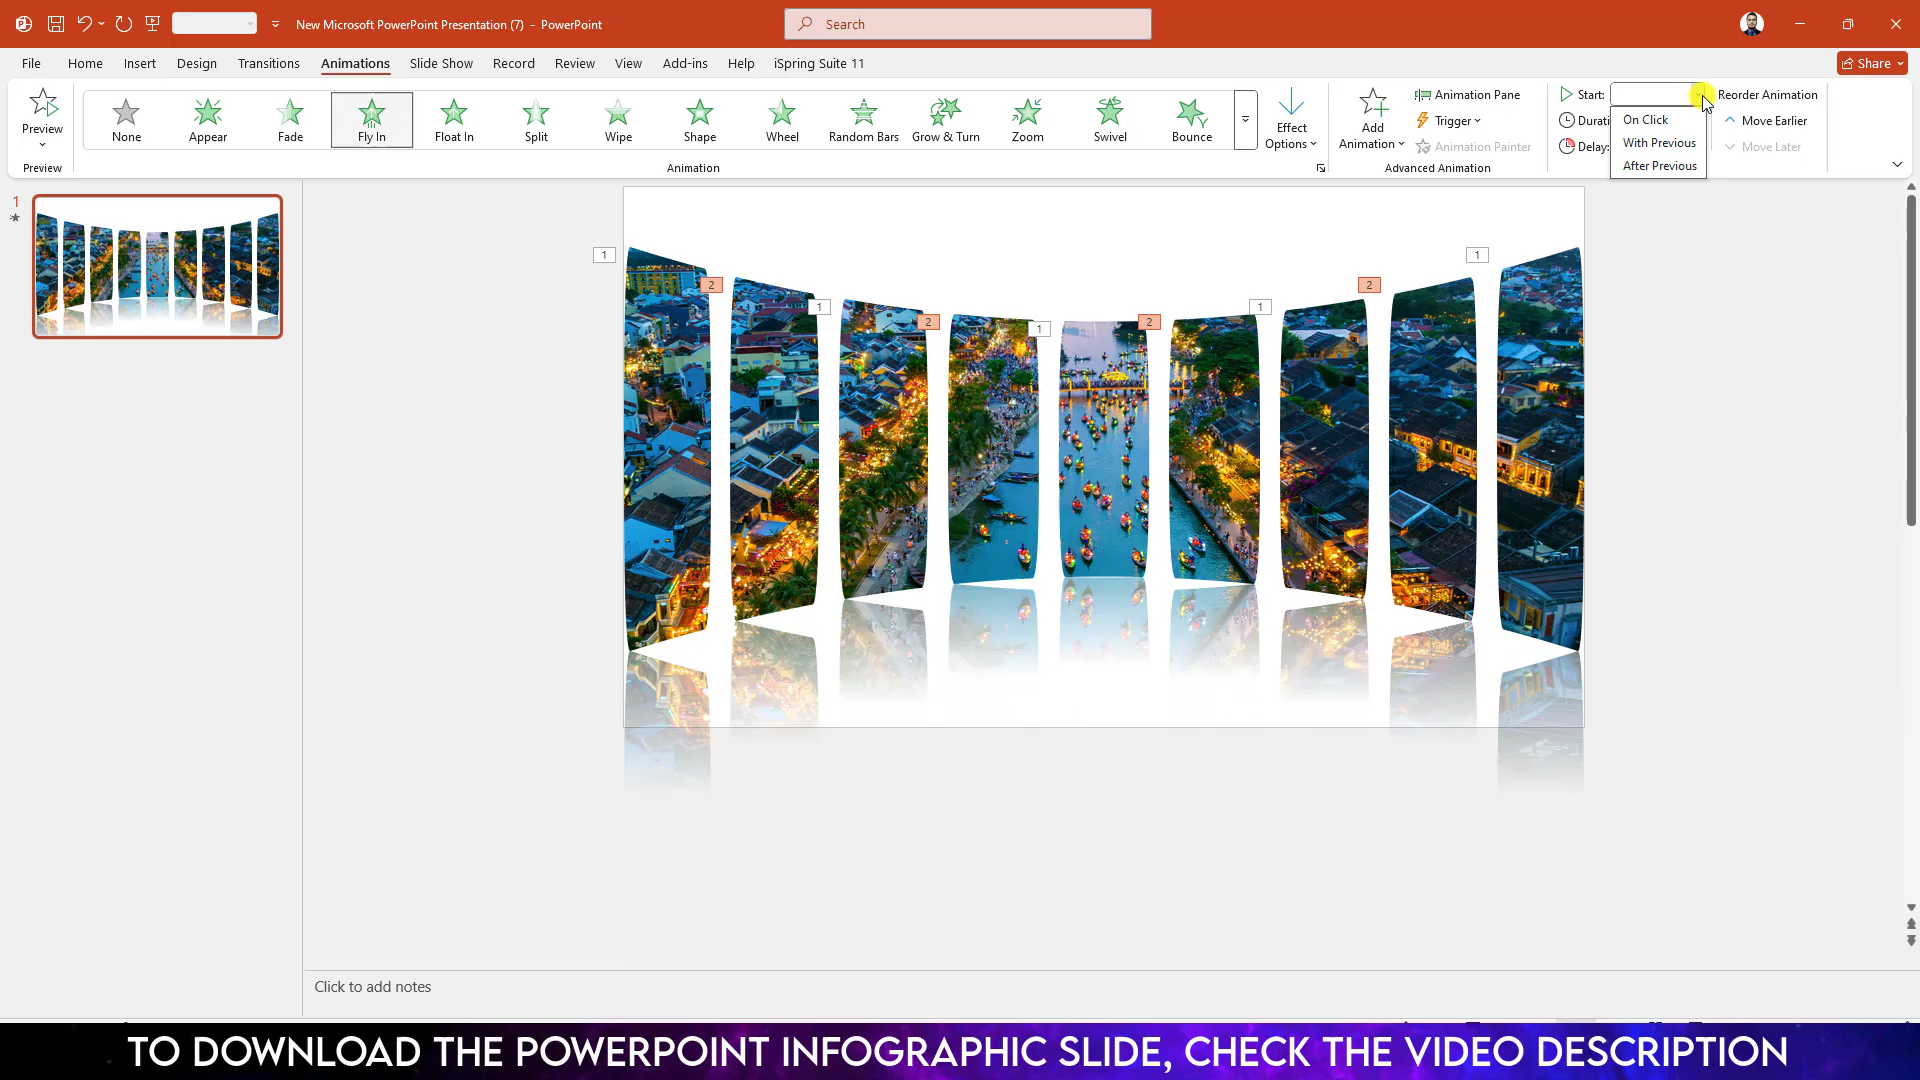 New Microsoft PowerPoint Presentation (7) - PowerPoint
Search
File Home Insert Design Transitions Animations Slide Show Record Review View Add-ins Help iSpring Suite 11
Share
Preview
None Appear Fade Fly In Float In Split Wipe Shape Wheel Random Bars Grow & Turn Zoom Swivel Bounce
Effect
Options
Add
Animation
Animation Pane
Trigger
Animation Painter
Start:
Durati
Delay:
On Click
With Previous
After Previous
Reorder Animation
Move Earlier
Move Later
Preview
Animation
Advanced Animation
1
1
1
2
2
1
1
2
2
1
1
Click to add notes
TO DOWNLOAD THE POWERPOINT INFOGRAPHIC SLIDE, CHECK THE VIDEO DESCRIPTION